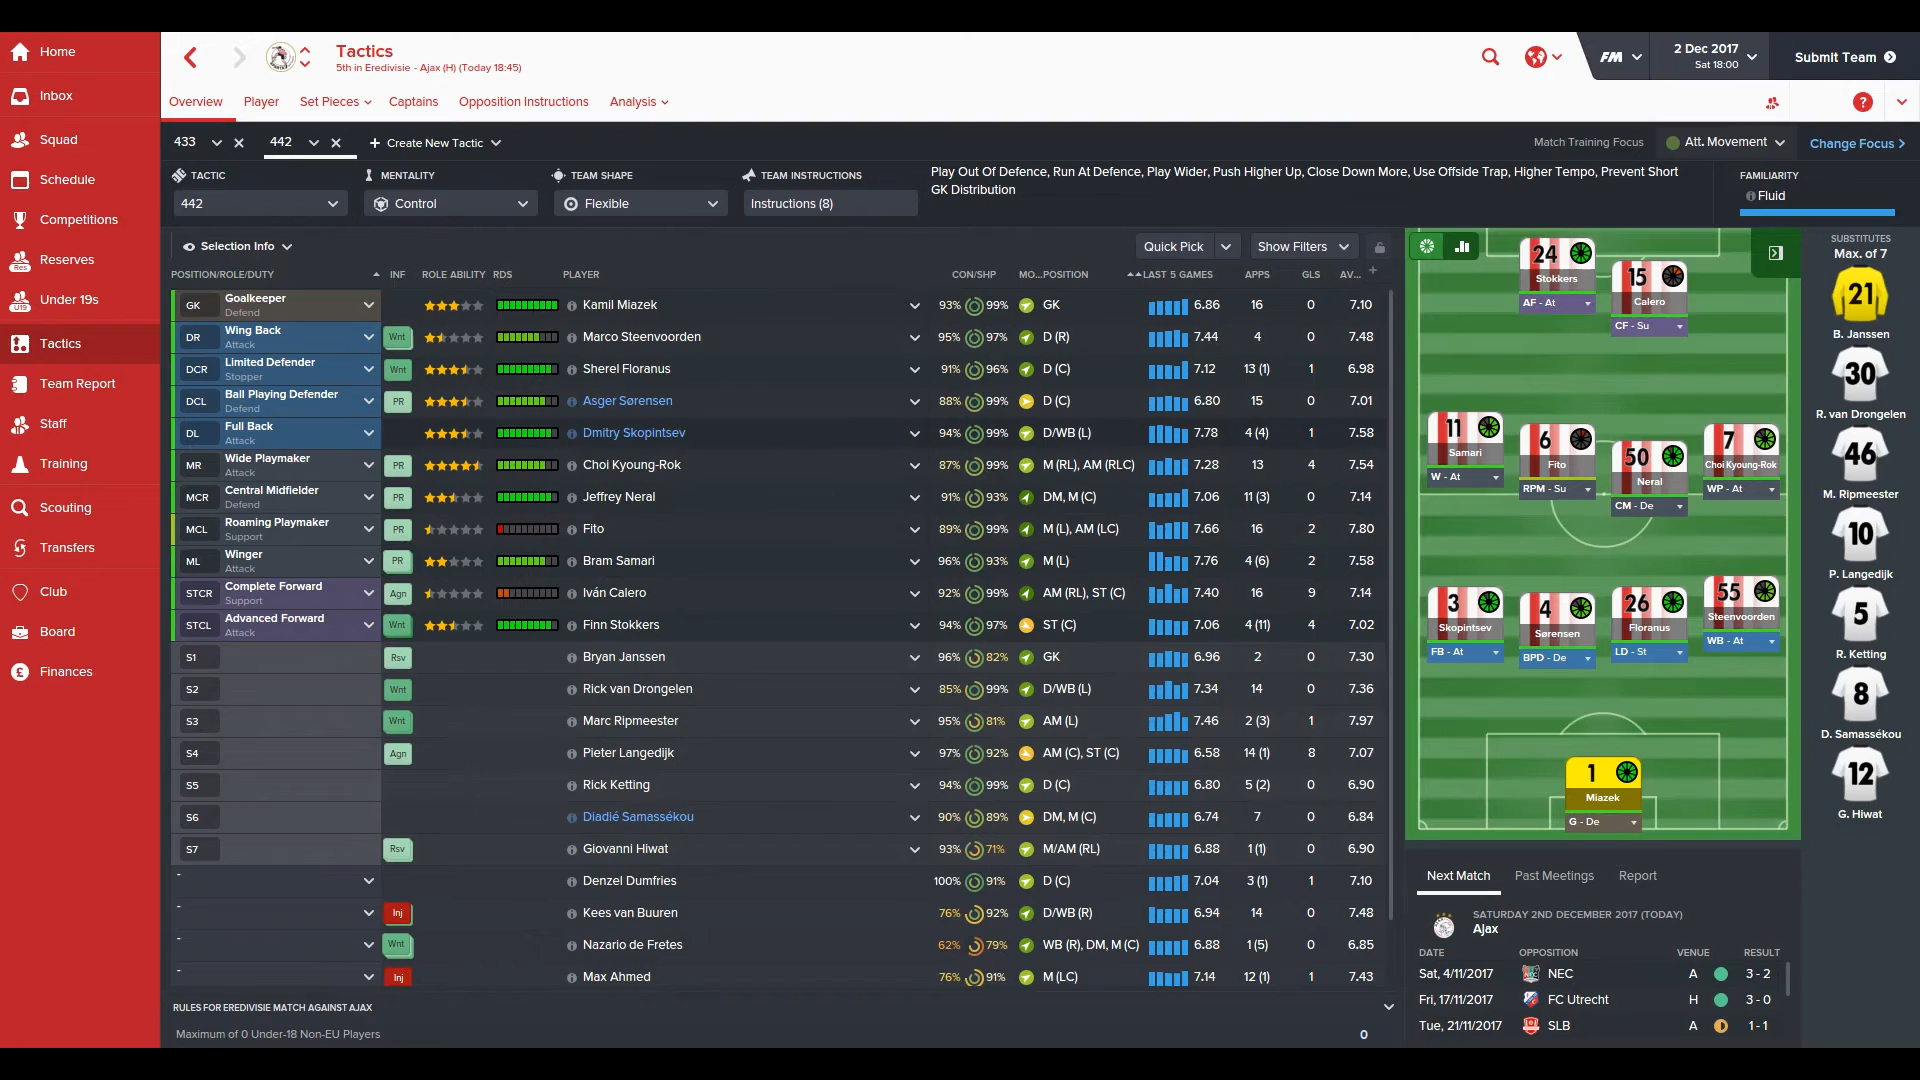 Home
Inbox
Squad
Schedule
Competitions
Reserves
Under 19s
Tactics
Team Report
Staff
Training
Scouting
Transfers
Club
Board
Finances
Tactics
5th in Eredivisie - Ajax (H) (Today 18:45)
FM
2 Dec 2017
Sat 18:00
Submit Team
Overview Player Set Pieces Captains Opposition Instructions Analysis
?
433 442 + Create New Tactic
Match Training Focus Att. Movement Change Focus >
TACTIC MENTALITY TEAM SHAPE TEAM INSTRUCTIONS
442 Control Flexible Instructions (8)
Play Out Of Defence, Run At Defence, Play Wider, Push Higher Up, Close Down More, Use Offside Trap, Higher Tempo, Prevent Short
GK Distribution
FAMILIARITY
Fluid
Selection Info Quick Pick Show Filters
POSITION/ROLE/DUTY INF ROLE ABILITY RDS PLAYER CON/SHP MO... POSITION LAST 5 GAMES APPS GLS AV...
GK Goalkeeper Defend Kamil Miazek 93% 99% GK 6.86 16 0 7.10
DR Wing Back Attack Wnt Marco Steenvoorden 95% 97% D (R) 7.44 4 0 7.48
DCR Limited Defender Stopper Wnt Sherel Floranus 91% 96% D (C) 7.12 13 (1) 1 6.98
DCL Ball Playing Defender Defend PR Asger Sørensen 88% 99% D (C) 6.80 15 0 7.01
DL Full Back Attack Dmitry Skopintsev 94% 99% D/WB (L) 7.78 4 (4) 1 7.58
MR Wide Playmaker Attack PR Choi Kyoung-Rok 87% 99% M (RL), AM (RLC) 7.28 13 4 7.54
MCR Central Midfielder Defend PR Jeffrey Neral 91% 93% DM, M (C) 7.06 11 (3) 0 7.14
MCL Roaming Playmaker Support PR Fito 89% 99% M (L), AM (LC) 7.66 16 2 7.80
ML Winger Attack PR Bram Samari 96% 93% M (L) 7.76 4 (6) 2 7.58
STCR Complete Forward Support Agn Iván Calero 92% 99% AM (RL), ST (C) 7.40 16 9 7.14
STCL Advanced Forward Attack Wnt Finn Stokkers 94% 97% ST (C) 7.06 4 (11) 4 7.02
S1 Rsv Bryan Janssen 96% 82% GK 6.96 2 0 7.30
S2 Wnt Rick van Drongelen 85% 99% D/WB (L) 7.34 14 0 7.36
S3 Wnt Marc Ripmeester 95% 81% AM (L) 7.46 2 (3) 1 7.97
S4 Agn Pieter Langedijk 97% 92% AM (C), ST (C) 6.58 14 (1) 8 7.07
S5 Rick Ketting 94% 99% D (C) 6.80 5 (2) 0 6.90
S6 Diadié Samassékou 90% 89% DM, M (C) 6.74 7 0 6.84
S7 Rsv Giovanni Hiwat 93% 71% M/AM (RL) 6.88 1 (1) 0 6.90
- Denzel Dumfries 100% 91% D (C) 7.04 3 (1) 1 7.10
- Inj Kees van Buuren 76% 92% D/WB (R) 6.94 14 0 7.48
- Wnt Nazario de Fretes 62% 79% WB (R), DM, M (C) 6.88 1 (5) 0 6.85
- Inj Max Ahmed 76% 91% M (LC) 7.14 12 (1) 1 7.43
RULES FOR EREDIVISIE MATCH AGAINST AJAX
Maximum of 0 Under-18 Non-EU Players 0
24
Stokkers
AF - At
15
Calero
CF - Su
11
Samari
W - At
6
Fito
RPM - Su
50
Neral
CM - De
7
Choi Kyoung-Rok
WP - At
3
Skopintsev
FB - At
4
Sørensen
BPD - De
26
Floranus
LD - St
55
Steenvoorden
WB - At
1
Miazek
G - De
SUBSTITUTES
Max. of 7
21
B. Janssen
30
R. van Drongelen
46
M. Ripmeester
10
P. Langedijk
5
R. Ketting
8
D. Samassékou
12
G. Hiwat
Next Match Past Meetings Report
SATURDAY 2ND DECEMBER 2017 (TODAY)
Ajax
DATE OPPOSITION VENUE RESULT
Sat, 4/11/2017 NEC A 3 - 2
Fri, 17/11/2017 FC Utrecht H 3 - 0
Tue, 21/11/2017 SLB A 1 - 1